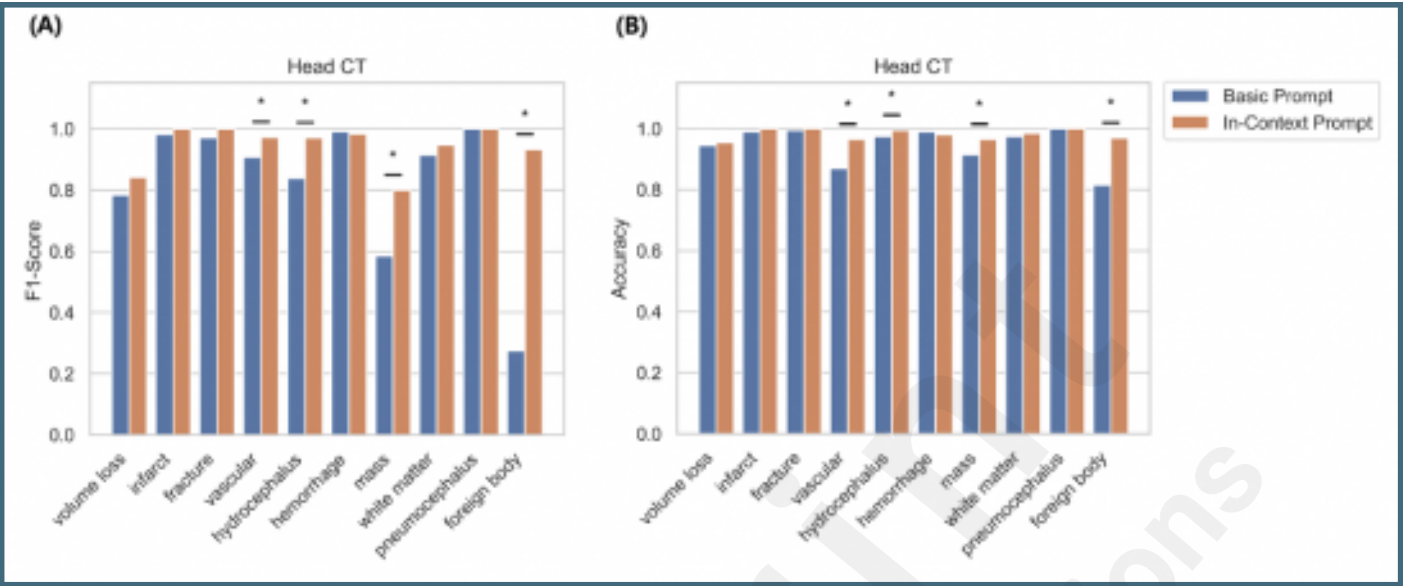 (A)
Head CT
F1-Score
1.0
0.8
0.6
0.4
0.2
0.0
* * * *
volume loss
infarct
fracture
vascular
hydrocephalus
hemorrhage
mass
white matter
pneumocephalus
foreign body
(B)
Head CT
Accuracy
1.0
0.8
0.6
0.4
0.2
0.0
* * * *
volume loss
infarct
fracture
vascular
hydrocephalus
hemorrhage
mass
white matter
pneumocephalus
foreign body
Basic Prompt
In-Context Prompt
int
ons